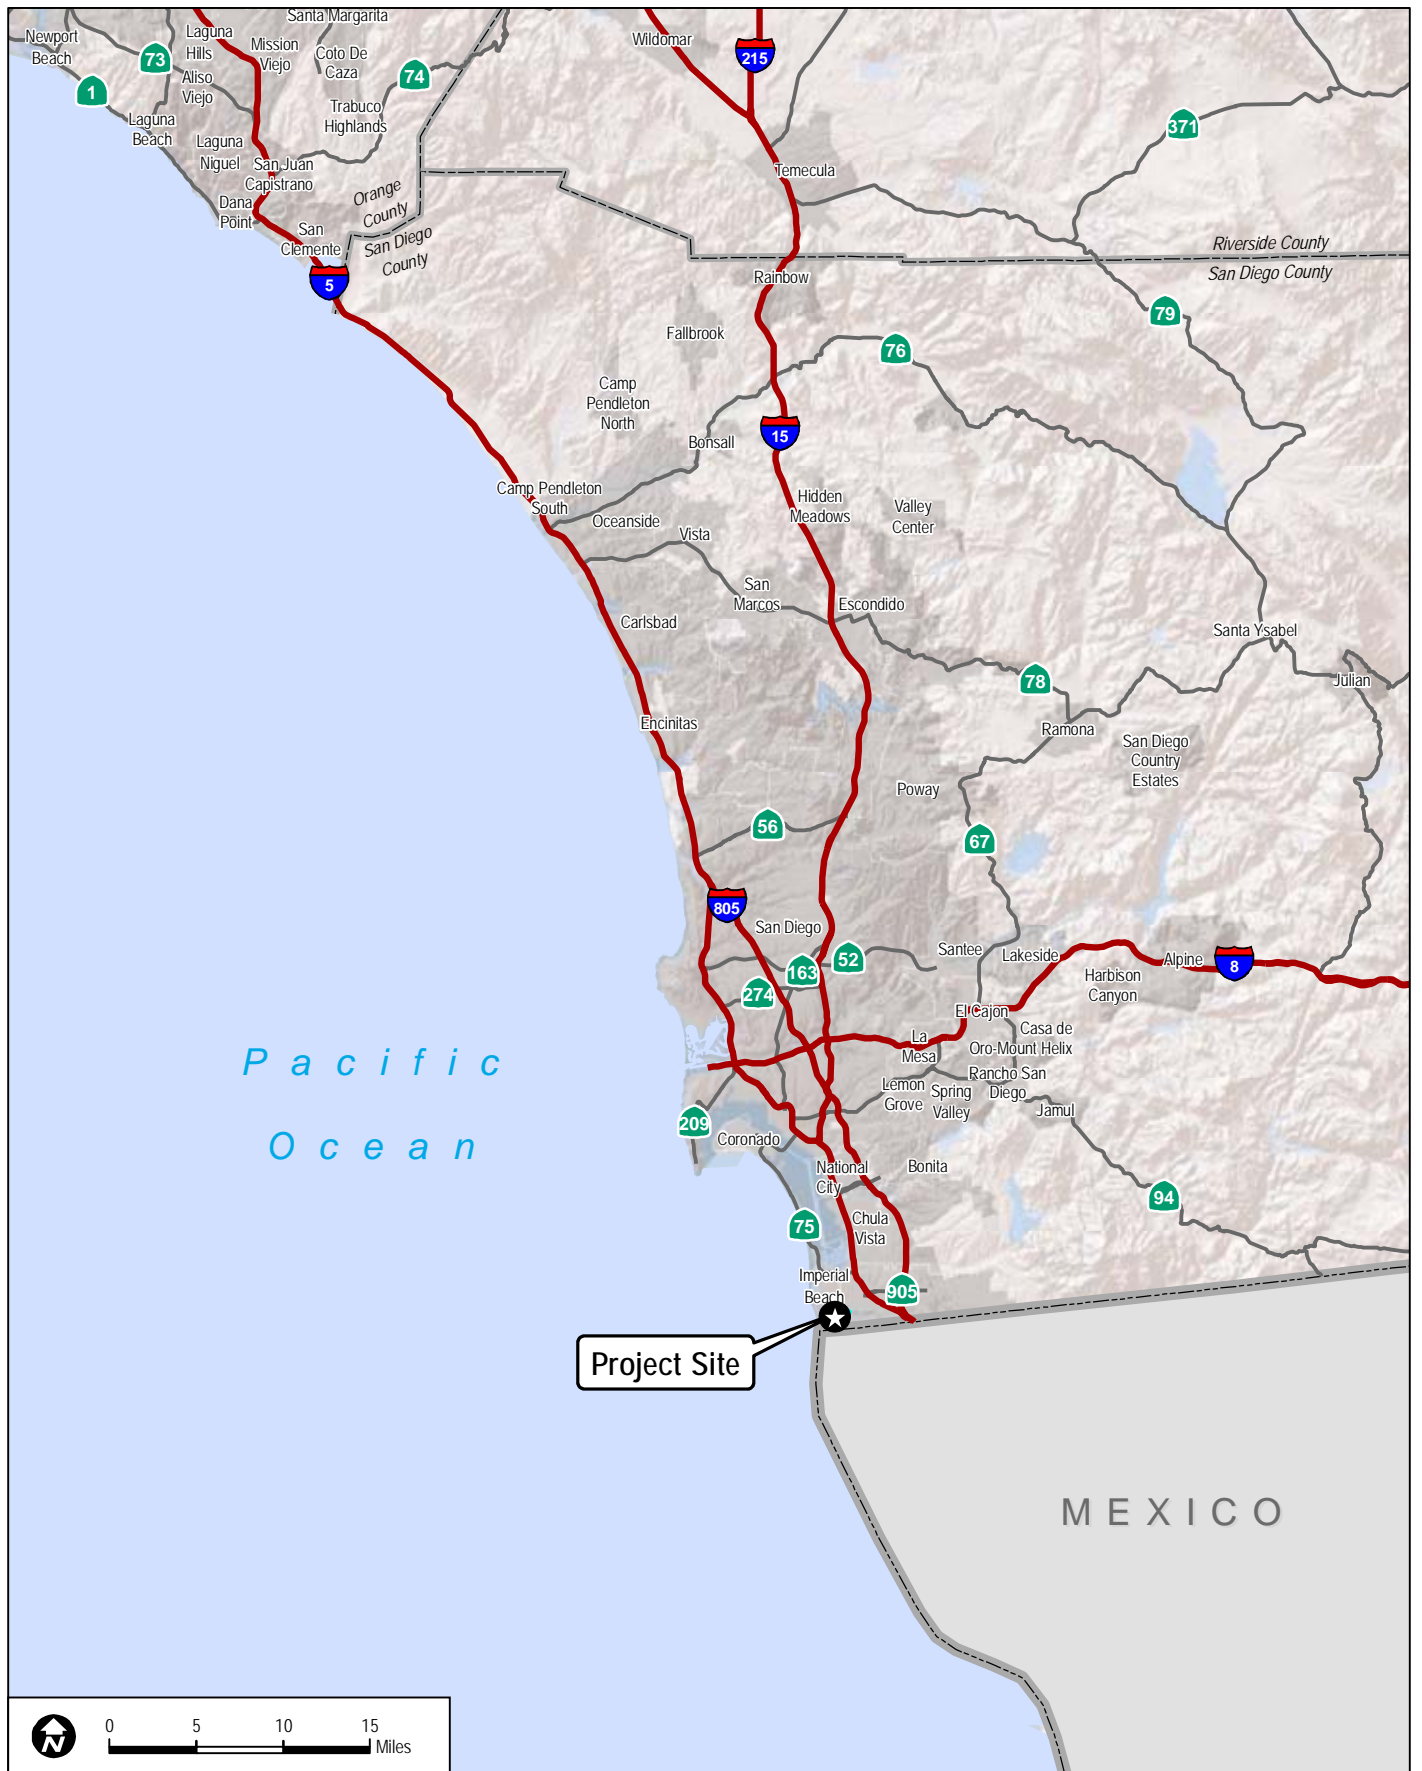 Santa Margarita
Newport
Beach
73
1
Laguna
Hills
Mission
Viejo
Coto De
Caza
74
Aliso
Viejo
Trabuco
Highlands
Laguna
Beach
Laguna
Niguel
San Juan
Capistrano
Dana
Point
San
Clemente
Orange
County
San Diego
County
5
Wildomar
215
371
Temecula
Riverside County
San Diego County
Rainbow
79
Fallbrook
76
Camp
Pendleton
North
15
Bonsall
Camp Pendleton
South
Hidden
Meadows
Valley
Center
Oceanside
Vista
San
Marcos
Escondido
Carlsbad
Santa Ysabel
78
Julian
Encinitas
Ramona
San Diego
Country
Estates
Poway
56
67
805
San Diego
Santee
Lakeside
52
163
274
Alpine
8
Harbison
Canyon
El Cajon
Casa de
Oro-Mount Helix
La
Mesa
Rancho San
Diego
Lemon
Grove
Spring
Valley
Jamul
Pacific
Ocean
209
Coronado
National
City
Bonita
94
75
Chula
Vista
Imperial
Beach
905
Project Site
MEXICO
N
0 5 10 15
Miles